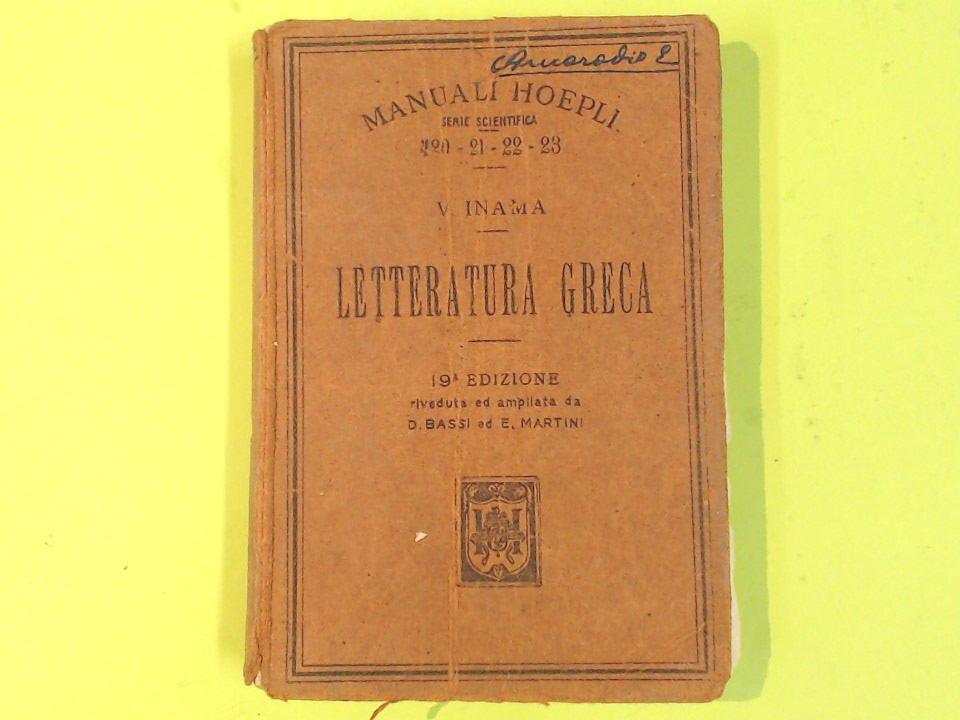 MANUALI HOEPLI
SERIE SCIENTIFICA
420 - 21 - 22 - 23
V. INAMA
LETTERATURA GRECA
19ᴬ EDIZIONE
riveduta ed ampliata da
D. BASSI ed E. MARTINI